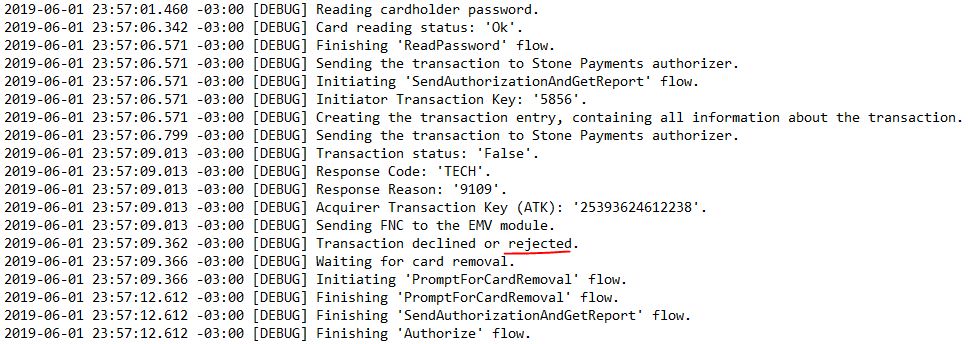 2019-06-01 23:57:01.460 -03:00 [DEBUG] Reading cardholder password.
2019-06-01 23:57:06.342 -03:00 [DEBUG] Card reading status: 'Ok'.
2019-06-01 23:57:06.571 -03:00 [DEBUG] Finishing 'ReadPassword' flow.
2019-06-01 23:57:06.571 -03:00 [DEBUG] Sending the transaction to Stone Payments authorizer.
2019-06-01 23:57:06.571 -03:00 [DEBUG] Initiating 'SendAuthorizationAndGetReport' flow.
2019-06-01 23:57:06.571 -03:00 [DEBUG] Initiator Transaction Key: '5856'.
2019-06-01 23:57:06.571 -03:00 [DEBUG] Creating the transaction entry, containing all information about the transaction.
2019-06-01 23:57:06.799 -03:00 [DEBUG] Sending the transaction to Stone Payments authorizer.
2019-06-01 23:57:09.013 -03:00 [DEBUG] Transaction status: 'False'.
2019-06-01 23:57:09.013 -03:00 [DEBUG] Response Code: 'TECH'.
2019-06-01 23:57:09.013 -03:00 [DEBUG] Response Reason: '9109'.
2019-06-01 23:57:09.013 -03:00 [DEBUG] Acquirer Transaction Key (ATK): '25393624612238'.
2019-06-01 23:57:09.013 -03:00 [DEBUG] Sending FNC to the EMV module.
2019-06-01 23:57:09.362 -03:00 [DEBUG] Transaction declined or rejected.
2019-06-01 23:57:09.366 -03:00 [DEBUG] Waiting for card removal.
2019-06-01 23:57:09.366 -03:00 [DEBUG] Initiating 'PromptForCardRemoval' flow.
2019-06-01 23:57:12.612 -03:00 [DEBUG] Finishing 'PromptForCardRemoval' flow.
2019-06-01 23:57:12.612 -03:00 [DEBUG] Finishing 'SendAuthorizationAndGetReport' flow.
2019-06-01 23:57:12.612 -03:00 [DEBUG] Finishing 'Authorize' flow.